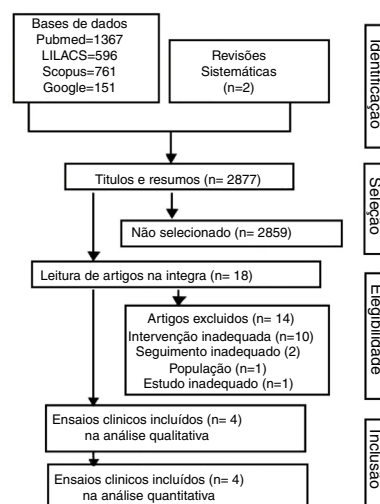 Bases de dados
Pubmed=1367
LILACS=596
Scopus=761
Google=151
Revisões
Sistemáticas
(n=2)
Identificação
Titulos e resumos (n= 2877)
Não selecionado (n= 2859)
Seleção
Leitura de artigos na integra (n= 18)
Artigos excluidos (n= 14)
Intervenção inadequada (n=10)
Seguimento inadequado (2)
População (n=1)
Estudo inadequado (n=1)
Elegibilidade
Ensaios clinicos incluídos (n= 4)
na análise qualitativa
Ensaios clinicos incluídos (n= 4)
na análise quantitativa
Inclusão